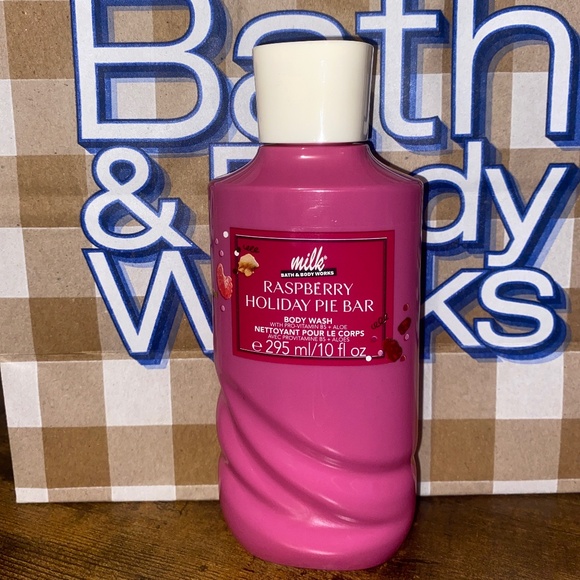 Bath
& Body
Works
milk
BATH & BODY WORKS
RASPBERRY
HOLIDAY PIE BAR
BODY WASH
WITH PRO-VITAMIN B5 + ALOE
NETTOYANT POUR LE CORPS
AVEC PROVITAMINE B5 + ALOÈS
℮ 295 ml/10 fl oz